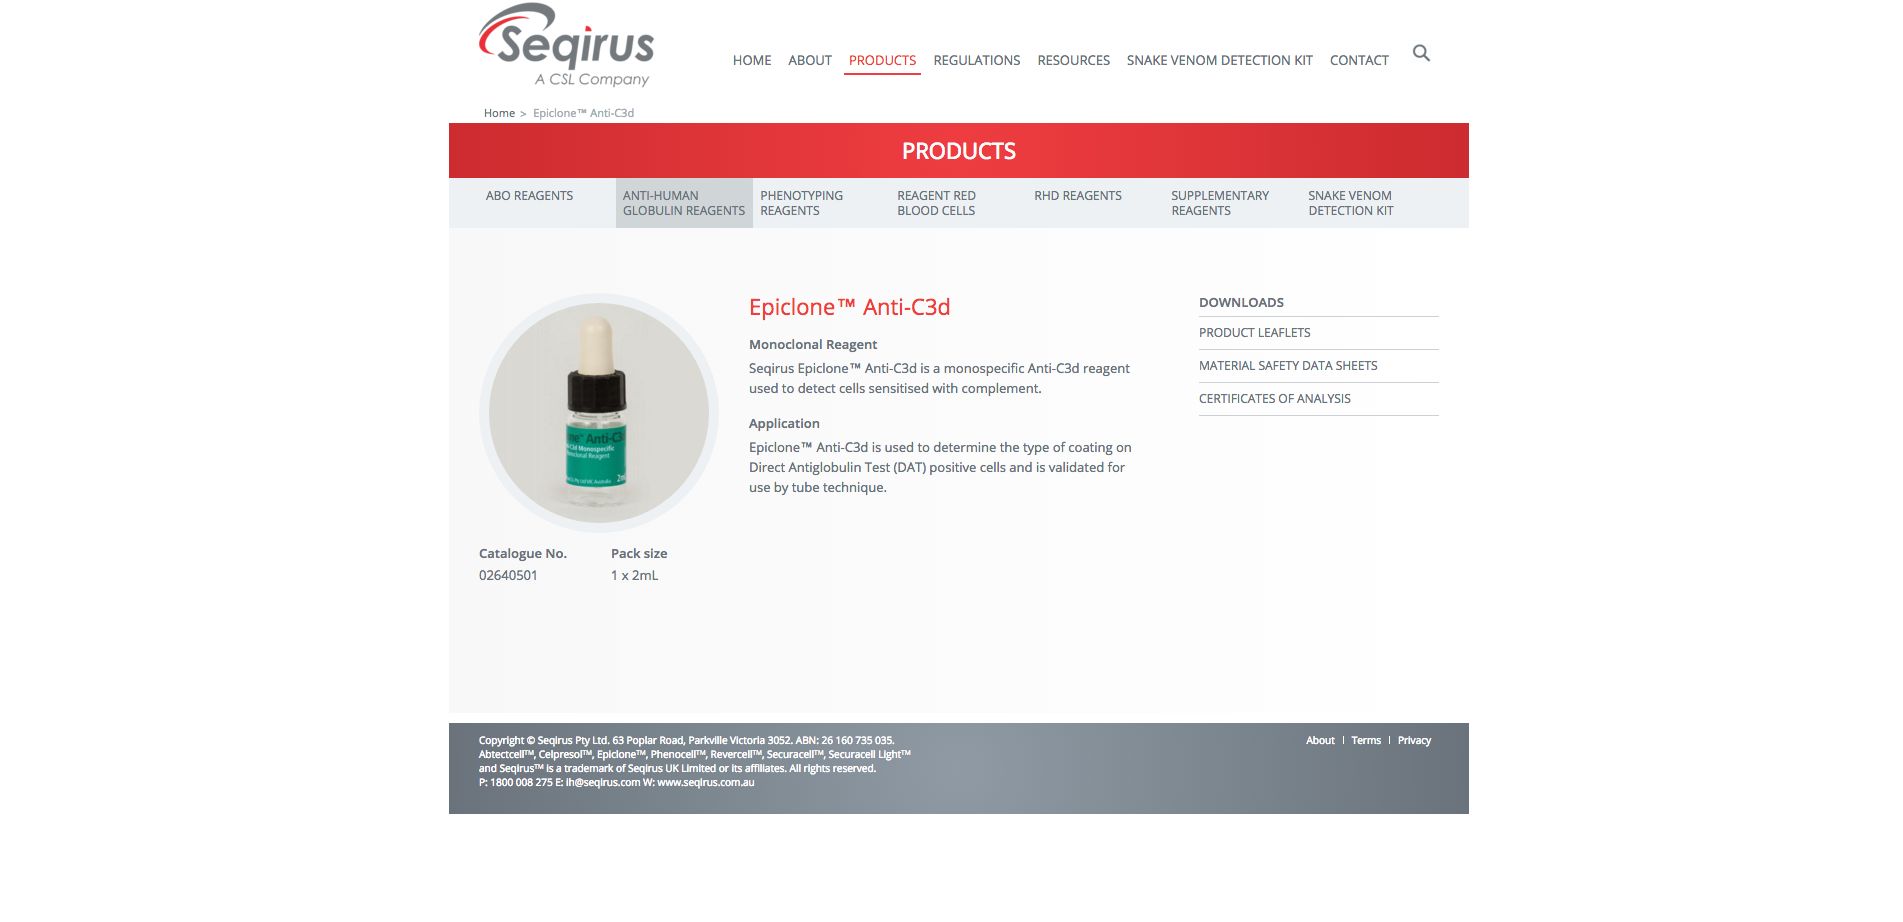 Seqirus
A CSL Company
HOME ABOUT PRODUCTS REGULATIONS RESOURCES SNAKE VENOM DETECTION KIT CONTACT
Home > Epiclone™ Anti-C3d
PRODUCTS
ABO REAGENTS
ANTI-HUMAN
GLOBULIN REAGENTS
PHENOTYPING
REAGENTS
REAGENT RED
BLOOD CELLS
RHD REAGENTS
SUPPLEMENTARY
REAGENTS
SNAKE VENOM
DETECTION KIT
Anti-C3
Monospecific
Reagent
Catalogue No. Pack size
02640501 1 x 2mL
Epiclone™ Anti-C3d
Monoclonal Reagent
Seqirus Epiclone™ Anti-C3d is a monospecific Anti-C3d reagent
used to detect cells sensitised with complement.
Application
Epiclone™ Anti-C3d is used to determine the type of coating on
Direct Antiglobulin Test (DAT) positive cells and is validated for
use by tube technique.
DOWNLOADS
PRODUCT LEAFLETS
MATERIAL SAFETY DATA SHEETS
CERTIFICATES OF ANALYSIS
Copyright © Seqirus Pty Ltd. 63 Poplar Road, Parkville Victoria 3052. ABN: 26 160 735 035.
Abtectcell™, Celpresol™, Epiclone™, Phenocell™, Revercell™, Securacell™, Securacell Light™
and Seqirus™ is a trademark of Seqirus UK Limited or its affiliates. All rights reserved.
P: 1800 008 275 E: ih@seqirus.com W: www.seqirus.com.au
About | Terms | Privacy